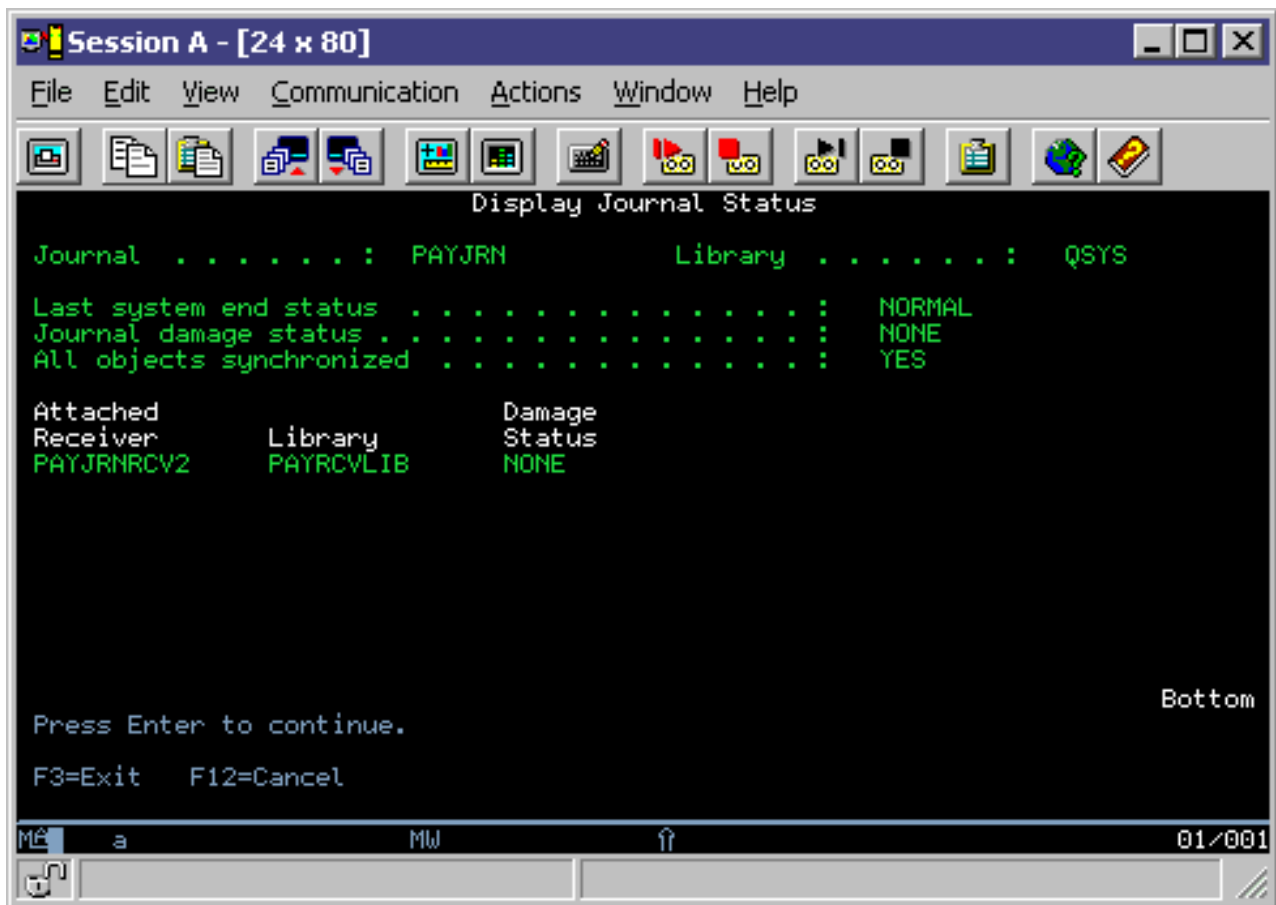 Session A - [24 x 80]
File Edit View Communication Actions Window Help
Display Journal Status
Journal . . . . . . : PAYJRN Library . . . . . . : QSYS
Last system end status . . . . . . . . . . . . . . : NORMAL
Journal damage status . . . . . . . . . . . . . . . : NONE
All objects synchronized . . . . . . . . . . . . . : YES
Attached Damage
Receiver Library Status
PAYJRNRCV2 PAYRCVLIB NONE
Bottom
Press Enter to continue.
F3=Exit F12=Cancel
MA a MW 01/001